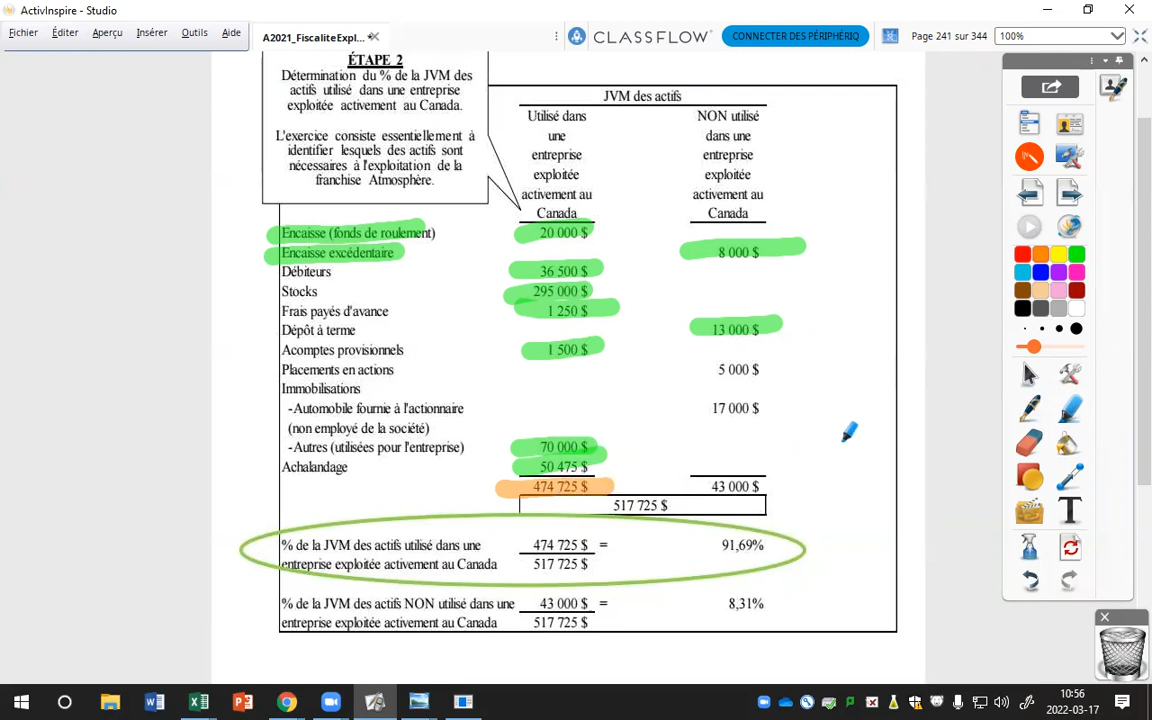 ActivInspire - Studio
Fichier Éditer Aperçu Insérer Outils Aide
A2021_FiscaliteExpl...
CLASSFLOW
CONNECTER DES PÉRIPHÉRIQ
Page 241 sur 344
100%
ÉTAPE 2
Détermination du % de la JVM des
actifs utilisé dans une entreprise
exploitée activement au Canada.
L'exercice consiste essentiellement à
identifier lesquels des actifs sont
nécessaires à l'exploitation de la
franchise Atmosphère.
JVM des actifs
Utilisé dans
une
entreprise
exploitée
activement au
Canada
NON utilisé
dans une
entreprise
exploitée
activement au
Canada
Encaisse (fonds de roulement) 20 000 $
Encaisse excédentaire 8 000 $
Débiteurs 36 500 $
Stocks 295 000 $
Frais payés d'avance 1 250 $
Dépôt à terme 13 000 $
Acomptes provisionnels 1 500 $
Placements en actions 5 000 $
Immobilisations
-Automobile fournie à l'actionnaire 17 000 $
(non employé de la société)
-Autres (utilisées pour l'entreprise) 70 000 $
Achalandage 50 475 $
474 725 $ 43 000 $
517 725 $
% de la JVM des actifs utilisé dans une 474 725 $ = 91,69%
entreprise exploitée activement au Canada 517 725 $
% de la JVM des actifs NON utilisé dans une 43 000 $ = 8,31%
entreprise exploitée activement au Canada 517 725 $
10:56
2022-03-17